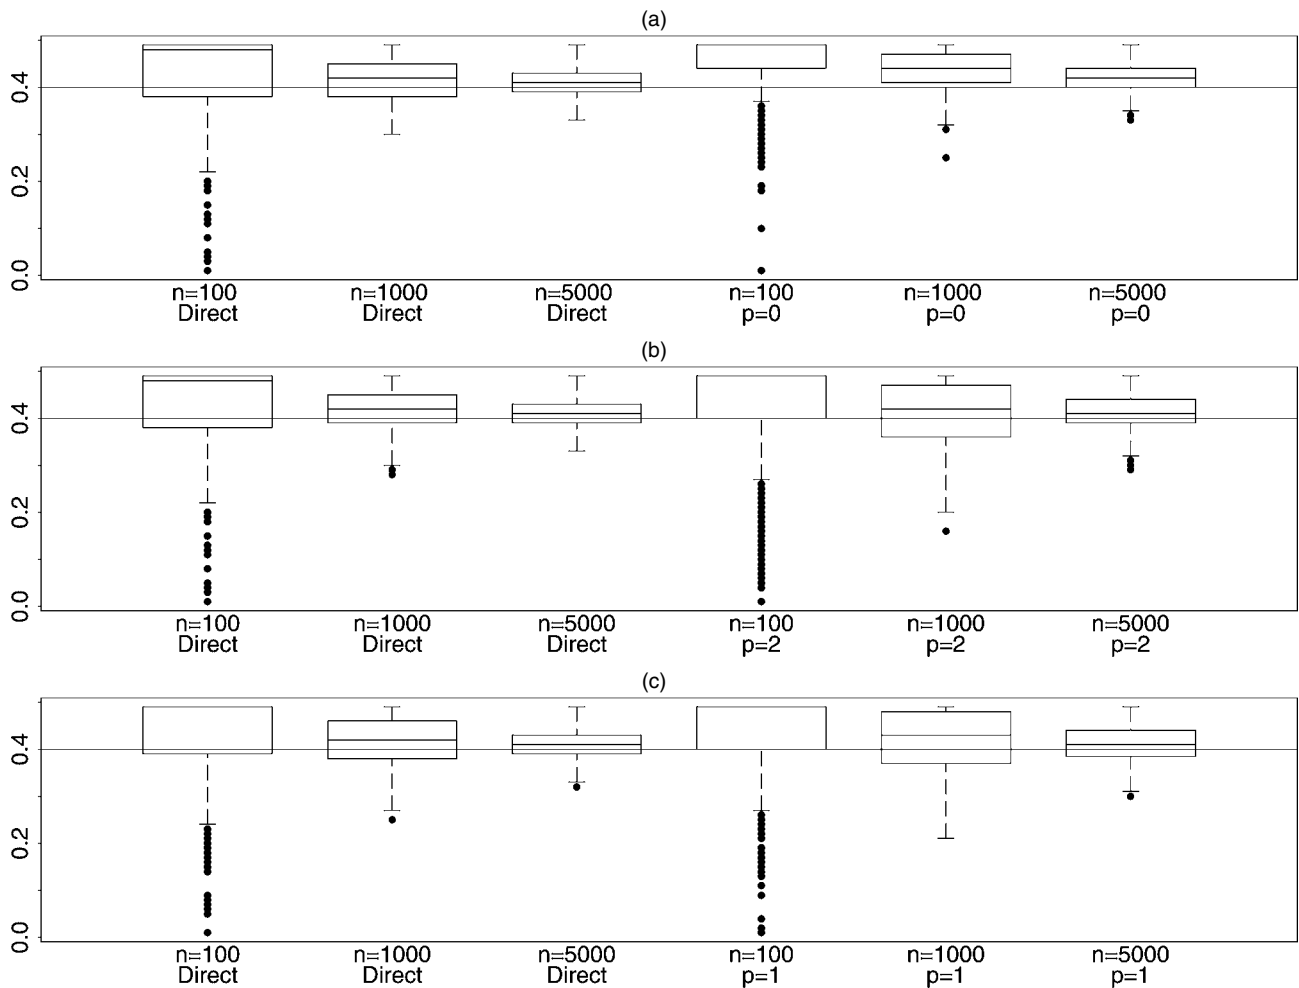 (a)
0.4
0.2
0.0
n=100 n=1000 n=5000 n=100 n=1000 n=5000
Direct Direct Direct p=0 p=0 p=0
(b)
0.4
0.2
0.0
n=100 n=1000 n=5000 n=100 n=1000 n=5000
Direct Direct Direct p=2 p=2 p=2
(c)
0.4
0.2
0.0
n=100 n=1000 n=5000 n=100 n=1000 n=5000
Direct Direct Direct p=1 p=1 p=1